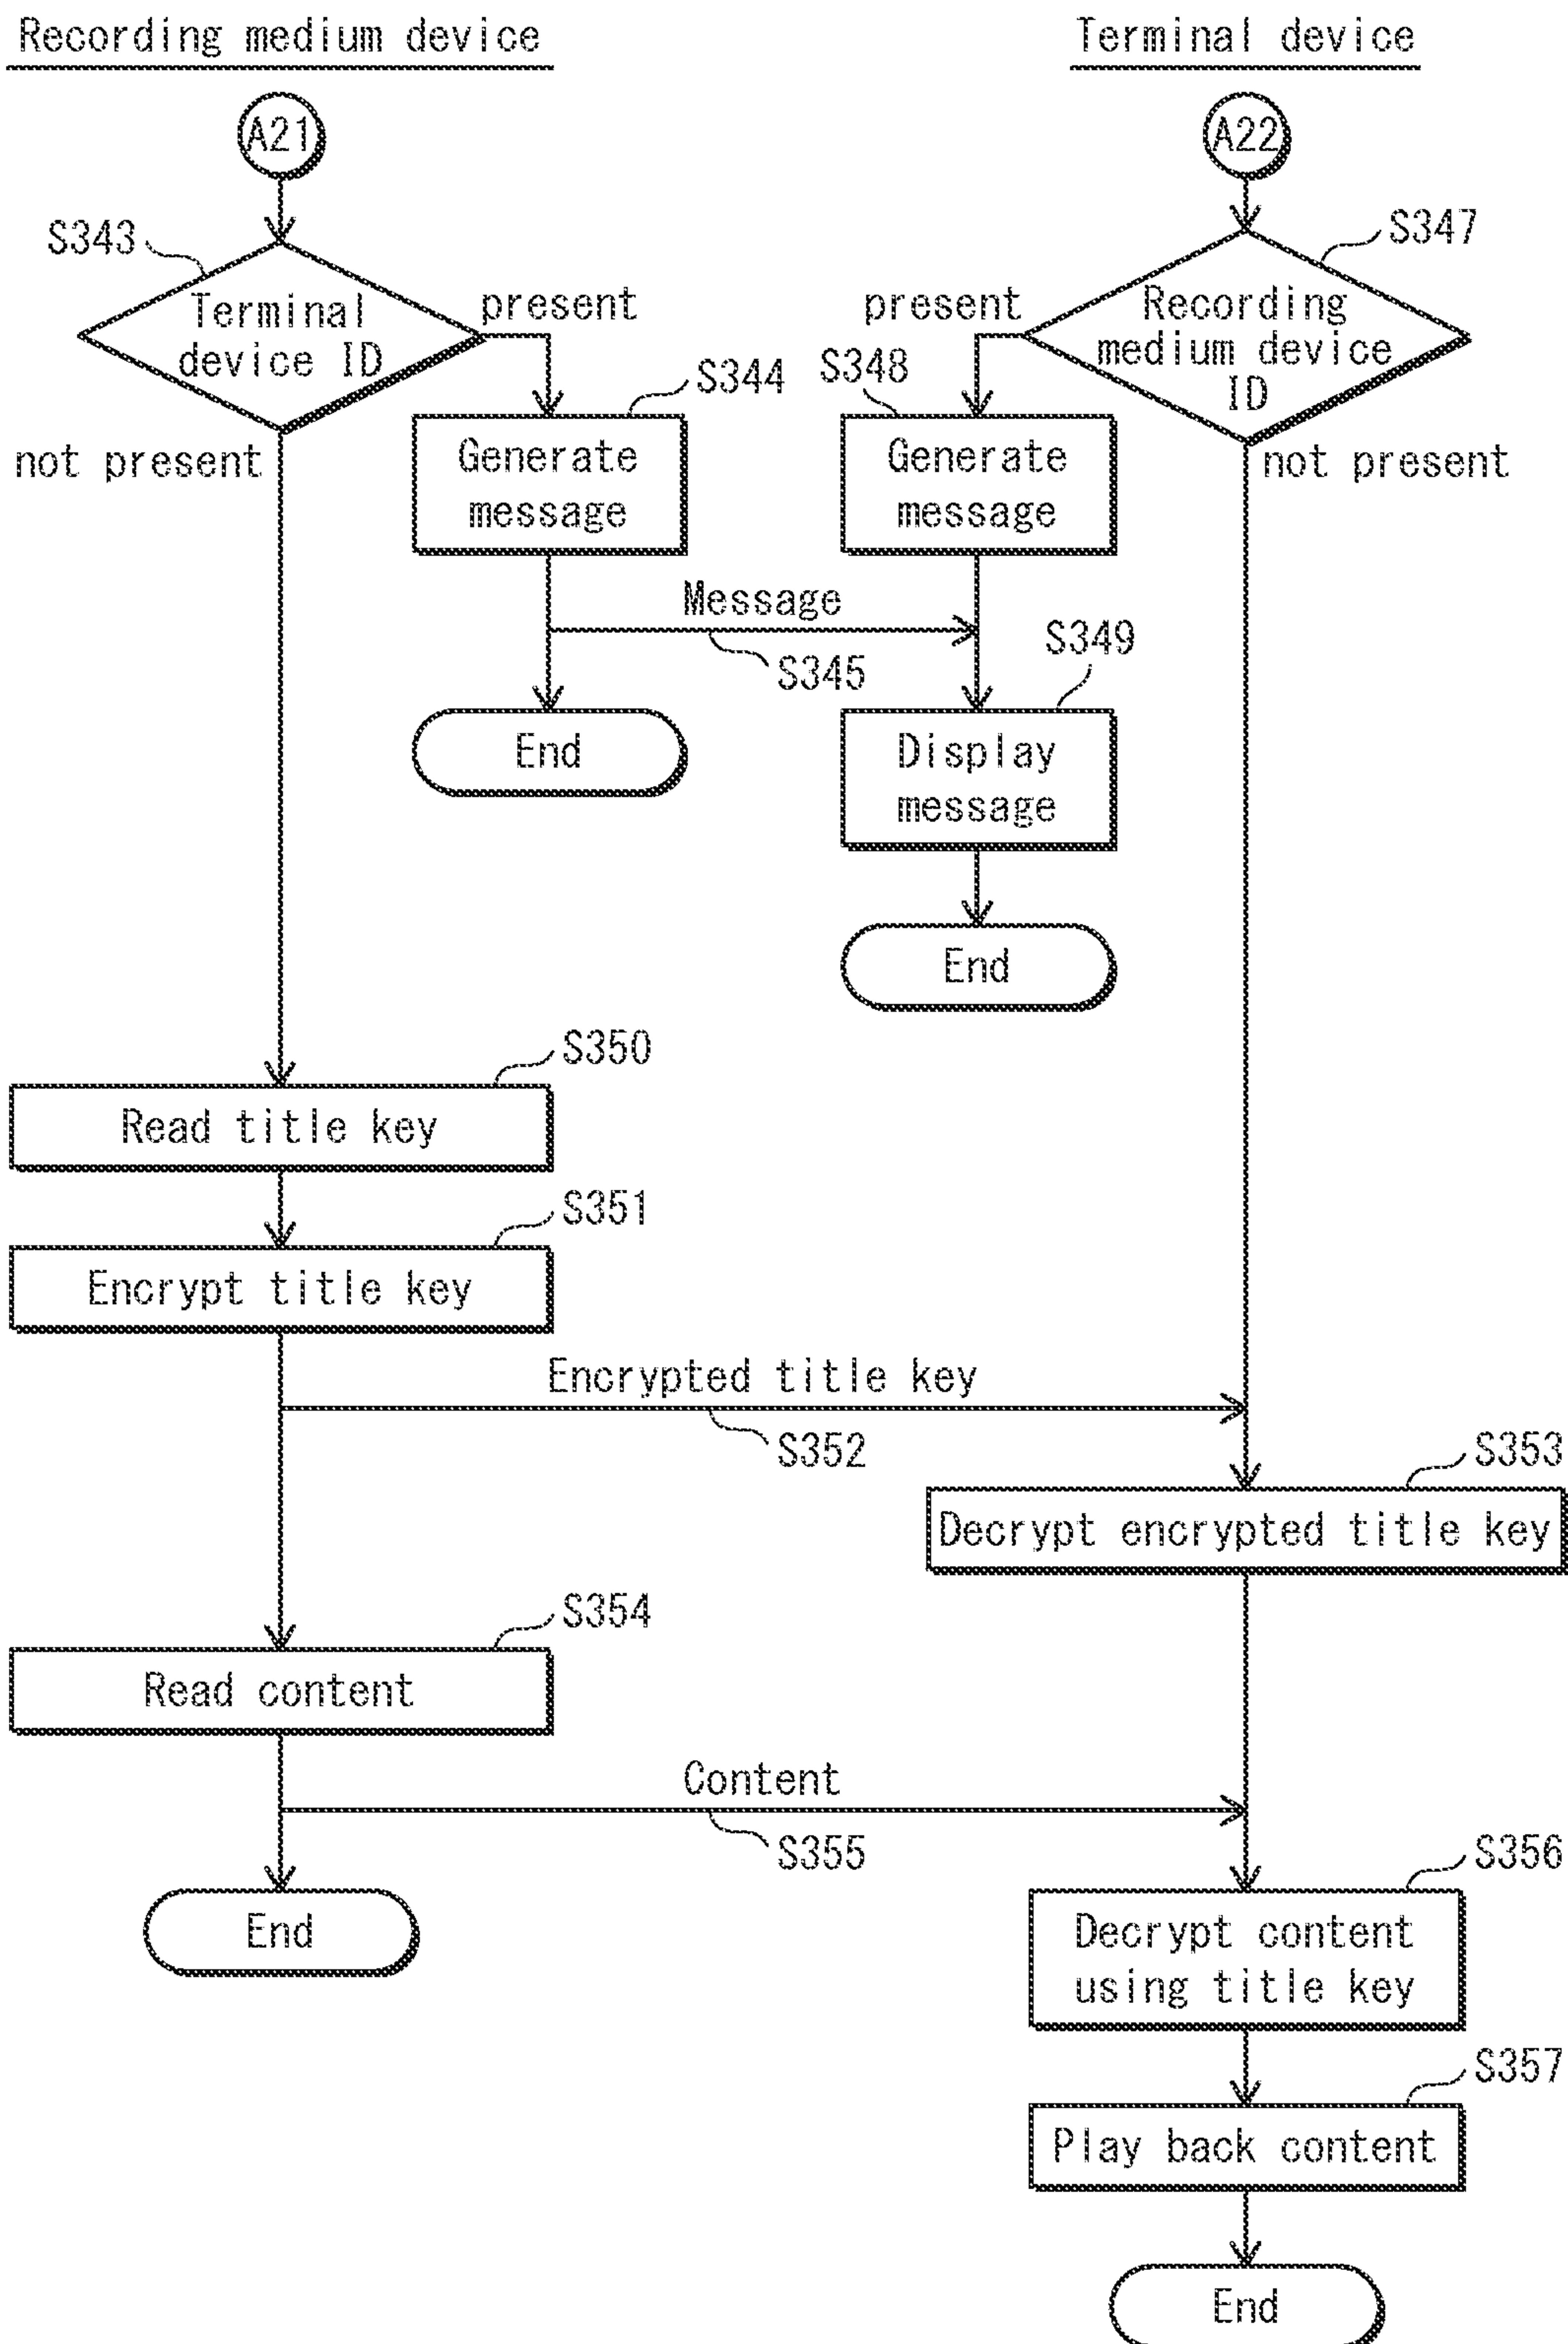 Recording medium device
Terminal device
A21
A22
S343
S347
Terminal
device ID
present
present
Recording
medium device
ID
S344
S348
not present
not present
Generate
message
Generate
message
Message
S345
S349
End
Display
message
End
S350
Read title key
S351
Encrypt title key
Encrypted title key
S352
S353
Decrypt encrypted title key
S354
Read content
Content
S355
S356
End
Decrypt content
using title key
S357
Play back content
End